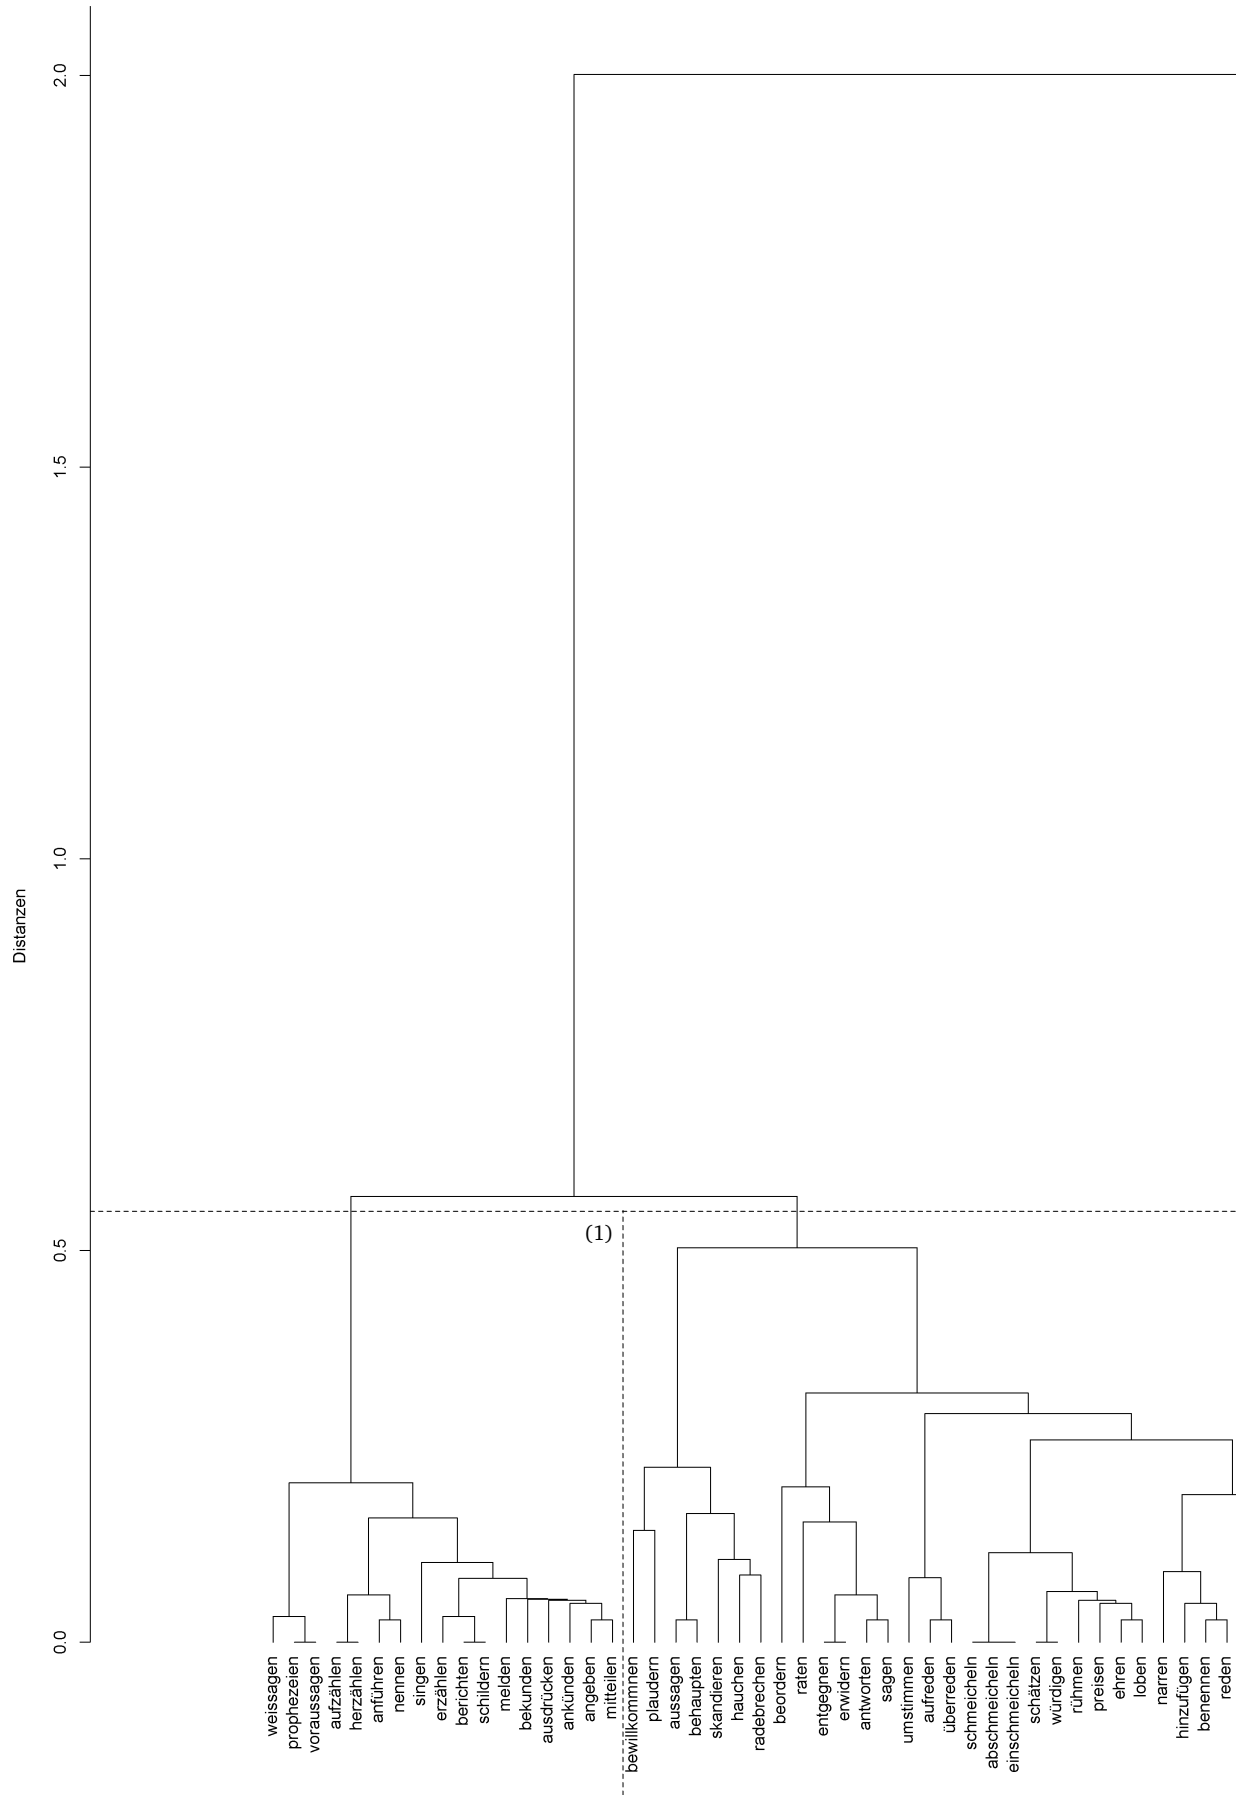 2.0
1.5
1.0
0.5
0.0
Distanzen
(1)
weissagen
prophezeien
voraussagen
aufzählen
herzählen
anführen
nennen
singen
erzählen
berichten
schildern
melden
bekunden
ausdrücken
ankünden
angeben
mitteilen
bewillkommnen
plaudern
aussagen
behaupten
skandieren
hauchen
radebrechen
beordern
raten
entgegnen
erwidern
antworten
sagen
umstimmen
aufreden
überreden
schmeicheln
abschmeicheln
einschmeicheln
schätzen
würdigen
rühmen
preisen
ehren
loben
narren
hinzufügen
benennen
reden